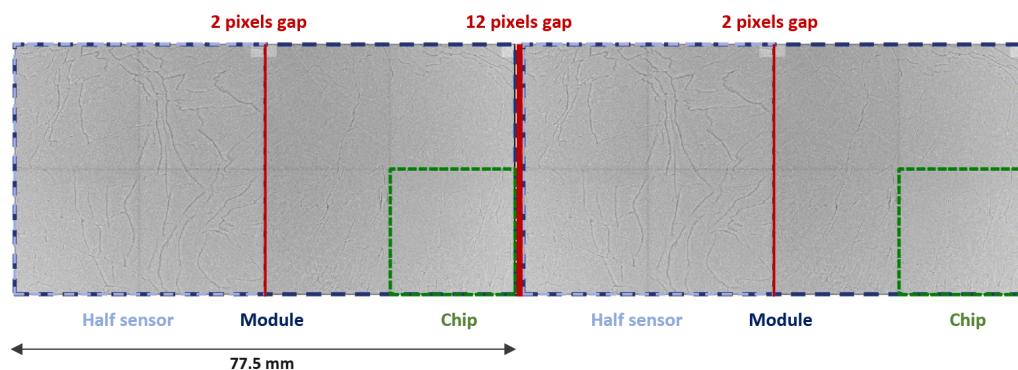 2 pixels gap 12 pixels gap 2 pixels gap
Half sensor Module Chip Half sensor Module Chip
77.5 mm